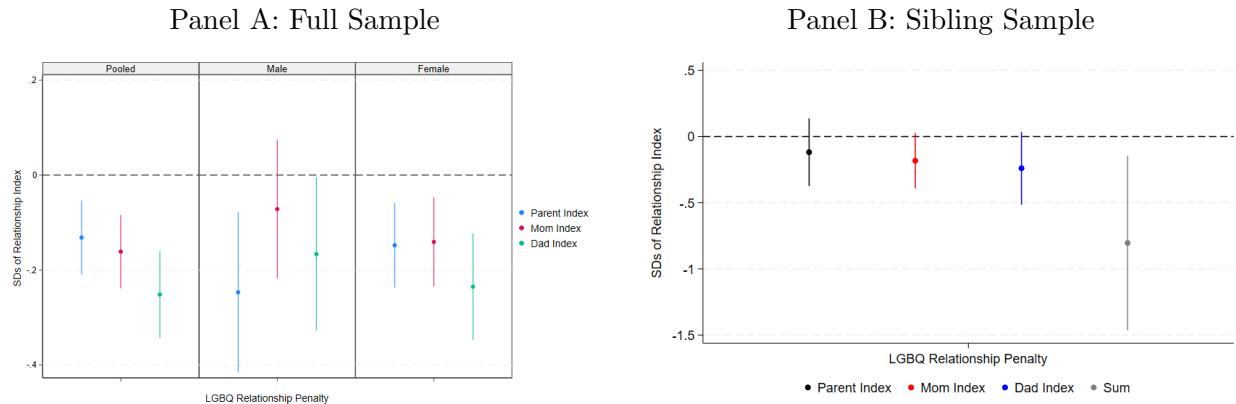 Panel A: Full Sample
Pooled Male Female
SDs of Relationship Index
.2
0
-.2
-.4
LGBQ Relationship Penalty
Parent Index
Mom Index
Dad Index
Panel B: Sibling Sample
SDs of Relationship Index
.5
0
-.5
-1
-1.5
LGBQ Relationship Penalty
Parent Index Mom Index Dad Index Sum